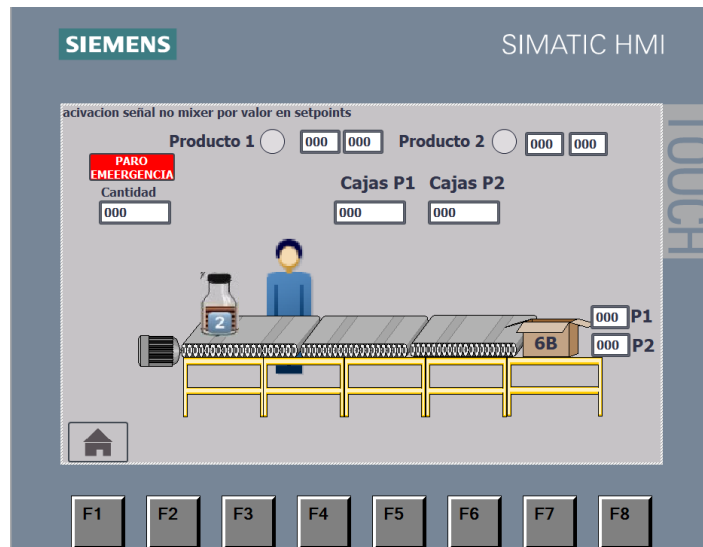 SIEMENS
SIMATIC HMI
TOUCH
acivacion señal no mixer por valor en setpoints
Producto 1 000 000 Producto 2 000 000
PARO
EMEERGENCIA
Cantidad
000
Cajas P1 Cajas P2
000 000
2
6B
000 P1
000 P2
F1 F2 F3 F4 F5 F6 F7 F8